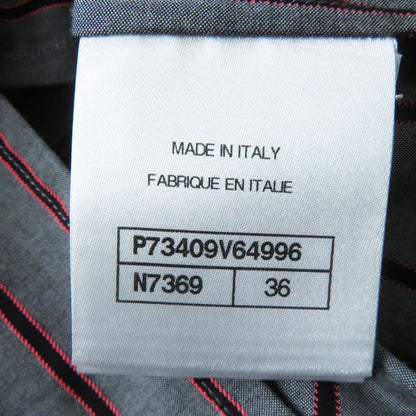 MADE IN ITALY
FABRIQUE EN ITALIE
P73409V64996
N7369 36